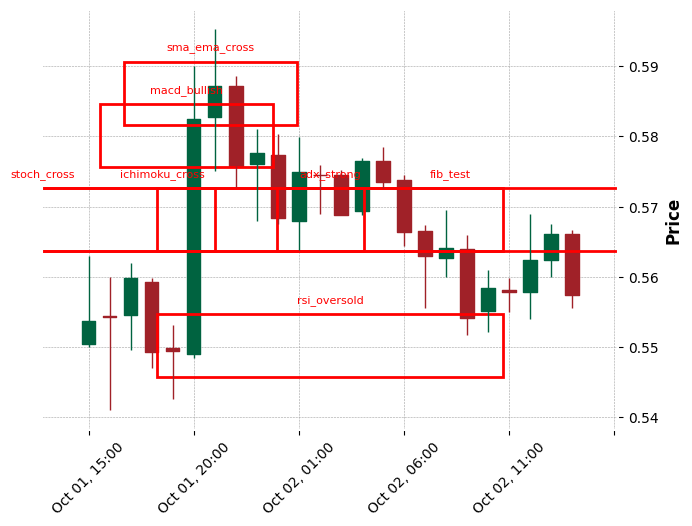 sma_ema_cross
0.59
macd_bullish
0.58
stoch_cross
ichimoku_cross
adx_strong
fib_test
0.57
Price
0.56
rsi_oversold
0.55
0.54
Oct 01, 15:00
Oct 01, 20:00
Oct 02, 01:00
Oct 02, 06:00
Oct 02, 11:00